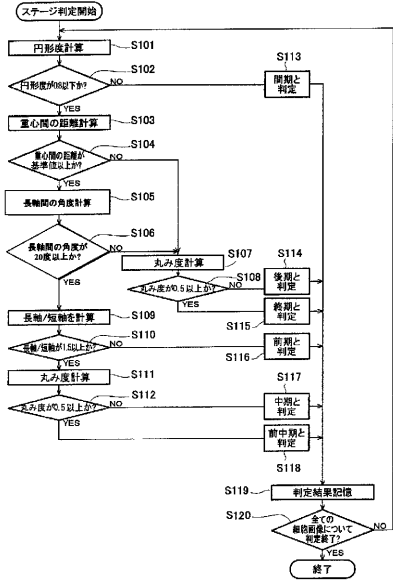 ステージ判定開始
円形度計算
S101
円形度が08以下か?
S102
NO
YES
S113
間期と
判定
重心間の距離計算
S103
重心間の距離が
基準値以上か?
S104
NO
YES
長軸間の角度計算
S105
長軸間の角度が
20度以上か?
S106
NO
YES
丸み度計算
S107
丸み度が0.5以上か?
S108
NO
YES
S114
後期と
判定
終期と
判定
S115
長軸/短軸を計算
S109
長軸/短軸が1.5以上か?
S110
NO
YES
前期と
判定
S116
丸み度計算
S111
丸み度が0.5以上か?
S112
NO
YES
S117
中期と
判定
前中期と
判定
S118
S119
判定結果記憶
S120
全ての
細胞画像について
判定終了?
NO
YES
終了